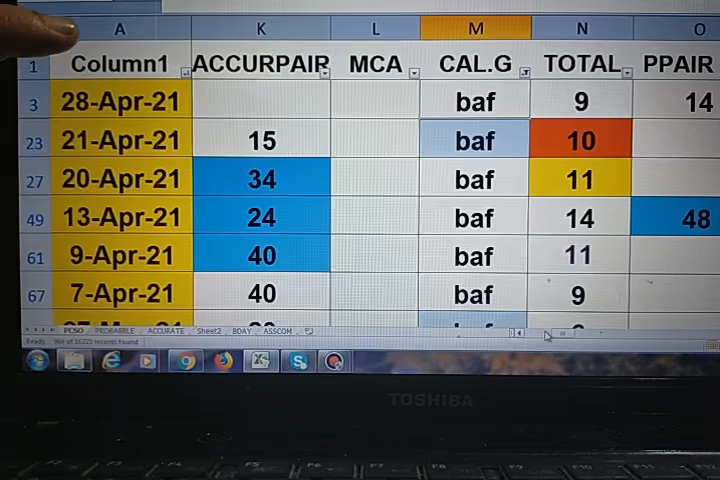 A K L M N O
1 Column1 ACCURPAIR MCA CAL.G TOTAL PPAIR
3 28-Apr-21 baf 9 14
23 21-Apr-21 15 baf 10
27 20-Apr-21 34 baf 11
49 13-Apr-21 24 baf 14 48
61 9-Apr-21 40 baf 11
67 7-Apr-21 40 baf 9
PCSO PROBABBLE ACCURATE Sheet2 BDAY ASSCOM
Ready 964 of 16223 records found
TOSHIBA